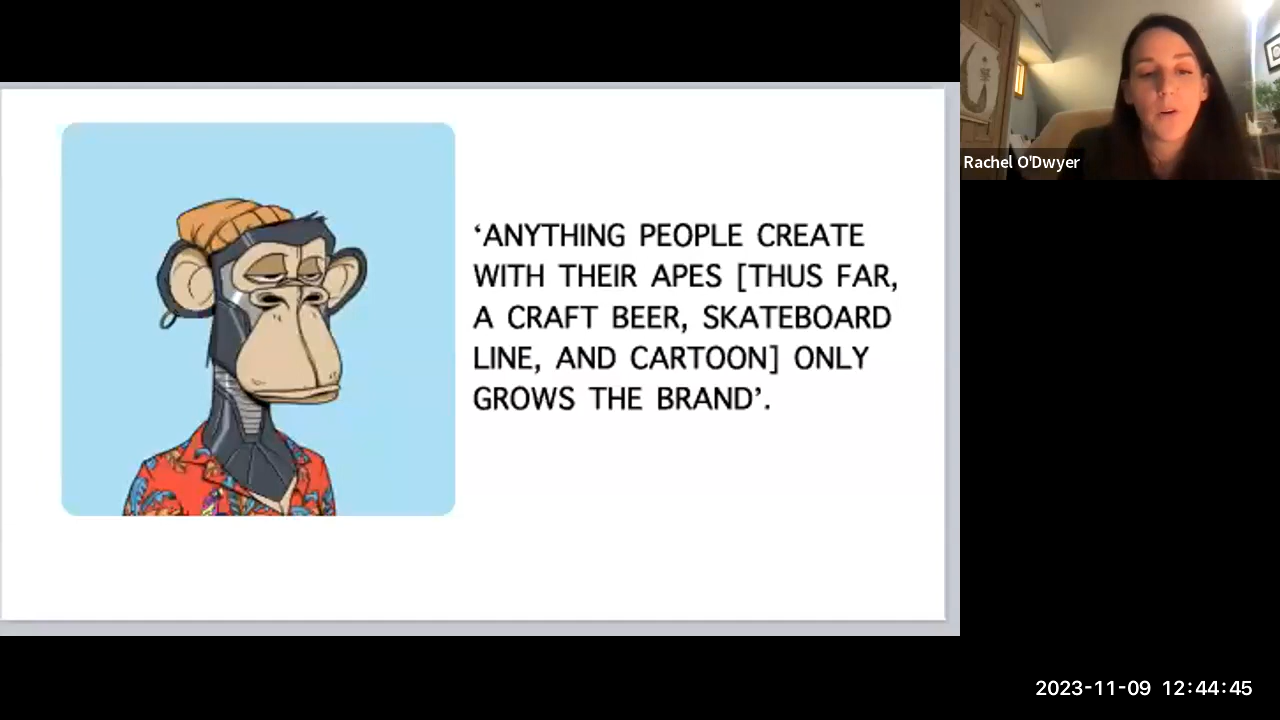 ‘ANYTHING PEOPLE CREATE
WITH THEIR APES [THUS FAR,
A CRAFT BEER, SKATEBOARD
LINE, AND CARTOON] ONLY
GROWS THE BRAND’.
Rachel O'Dwyer
2023-11-09 12:44:45